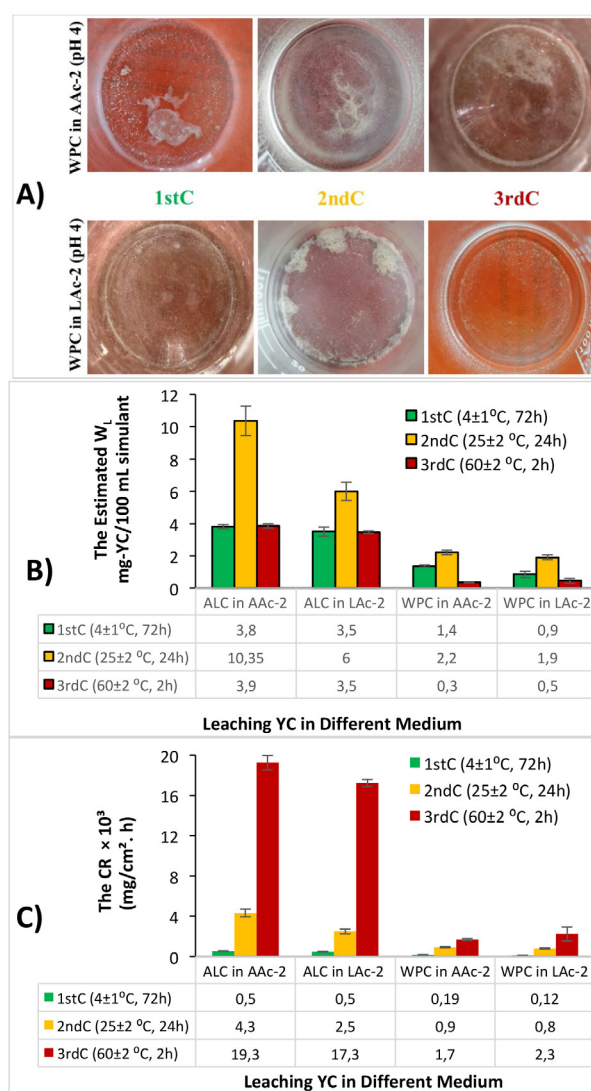 WPC in AAc-2 (pH 4)
A)
1stC 2ndC 3rdC
WPC in LAc-2 (pH 4)
B)
The Estimated W_L
mg-YC/100 mL simulant
12
10
8
6
4
2
0
1stC (4±1°C, 72h)
2ndC (25±2 °C, 24h)
3rdC (60±2 °C, 2h)
ALC in AAc-2 ALC in LAc-2 WPC in AAc-2 WPC in LAc-2
1stC (4±1°C, 72h) 3,8 3,5 1,4 0,9
2ndC (25±2 °C, 24h) 10,35 6 2,2 1,9
3rdC (60±2 °C, 2h) 3,9 3,5 0,3 0,5
Leaching YC in Different Medium
C)
The CR × 10³
(mg/cm². h)
20
16
12
8
4
0
1stC (4±1°C, 72h)
2ndC (25±2 °C, 24h)
3rdC (60±2 °C, 2h)
ALC in AAc-2 ALC in LAc-2 WPC in AAc-2 WPC in LAc-2
1stC (4±1°C, 72h) 0,5 0,5 0,19 0,12
2ndC (25±2 °C, 24h) 4,3 2,5 0,9 0,8
3rdC (60±2 °C, 2h) 19,3 17,3 1,7 2,3
Leaching YC in Different Medium